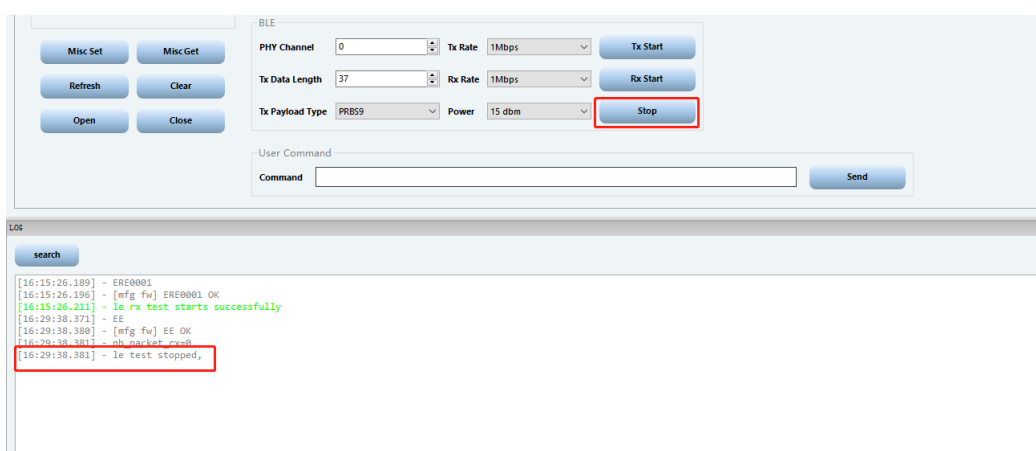 BLE
Misc Set Misc Get PHY Channel 0 Tx Rate 1Mbps Tx Start
Refresh Clear Tx Data Length 37 Rx Rate 1Mbps Rx Start
Open Close Tx Payload Type PRBS9 Power 15 dbm Stop
User Command
Command Send
LOG
search
[16:15:26.189] - ERE0001
[16:15:26.196] - [mfg fw] ERE0001 OK
[16:15:26.211] - le rx test starts successfully
[16:29:38.371] - EE
[16:29:38.380] - [mfg fw] EE OK
[16:29:38.381] - nb_packet_rx=0
[16:29:38.381] - le test stopped,